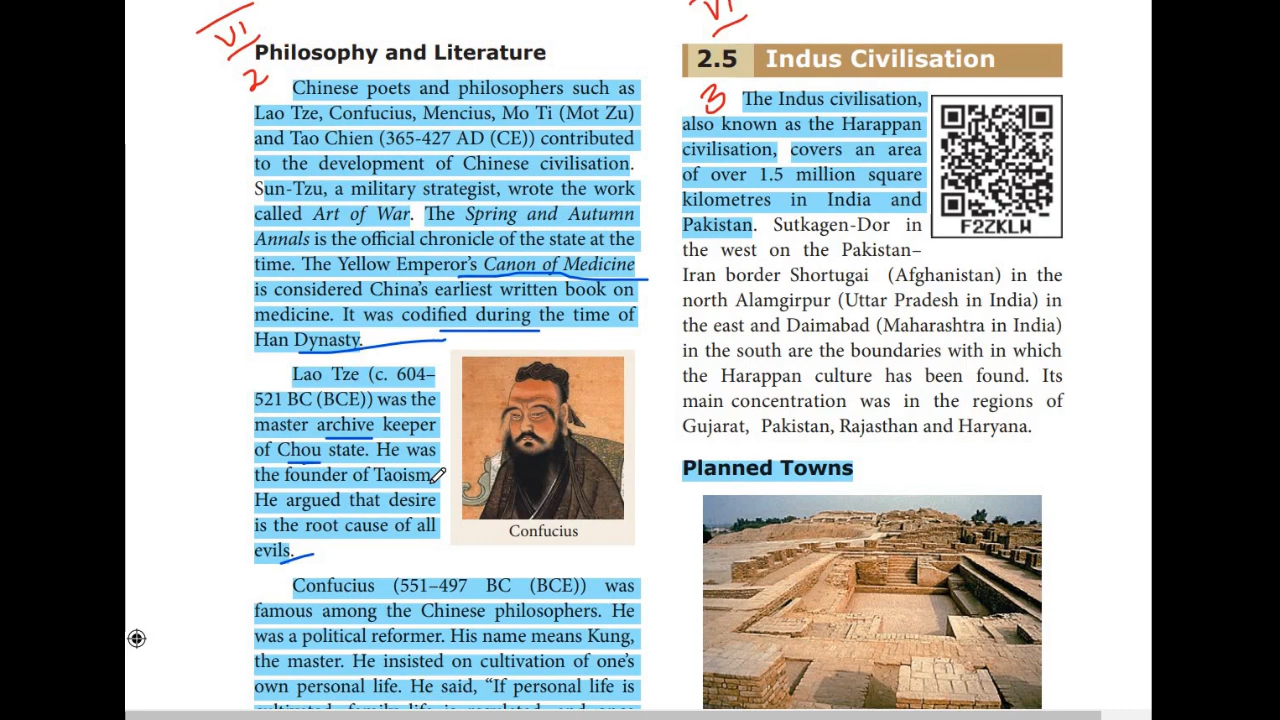 VI
2
Philosophy and Literature
Chinese poets and philosophers such as
Lao Tze, Confucius, Mencius, Mo Ti (Mot Zu)
and Tao Chien (365-427 AD (CE)) contributed
to the development of Chinese civilisation.
Sun-Tzu, a military strategist, wrote the work
called Art of War. The Spring and Autumn
Annals is the official chronicle of the state at the
time. The Yellow Emperor's Canon of Medicine
is considered China's earliest written book on
medicine. It was codified during the time of
Han Dynasty.
Lao Tze (c. 604–
521 BC (BCE)) was the
master archive keeper
of Chou state. He was
the founder of Taoism.
He argued that desire
is the root cause of all
evils.
Confucius
Confucius (551–497 BC (BCE)) was
famous among the Chinese philosophers. He
was a political reformer. His name means Kung,
the master. He insisted on cultivation of one's
own personal life. He said, "If personal life is
VI
2.5 Indus Civilisation
3
The Indus civilisation,
also known as the Harappan
civilisation, covers an area
of over 1.5 million square
kilometres in India and
Pakistan. Sutkagen-Dor in
the west on the Pakistan–
Iran border Shortugai (Afghanistan) in the
north Alamgirpur (Uttar Pradesh in India) in
the east and Daimabad (Maharashtra in India)
in the south are the boundaries with in which
the Harappan culture has been found. Its
main concentration was in the regions of
Gujarat, Pakistan, Rajasthan and Haryana.
F2ZKLW
Planned Towns